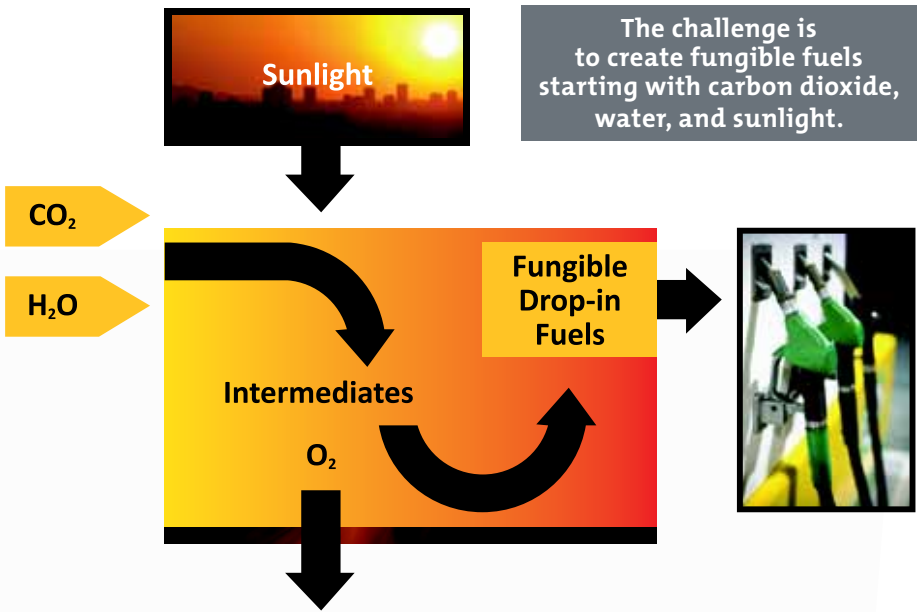 Sunlight
The challenge is
to create fungible fuels
starting with carbon dioxide,
water, and sunlight.
CO₂
H₂O
Fungible
Drop-in
Fuels
Intermediates
O₂